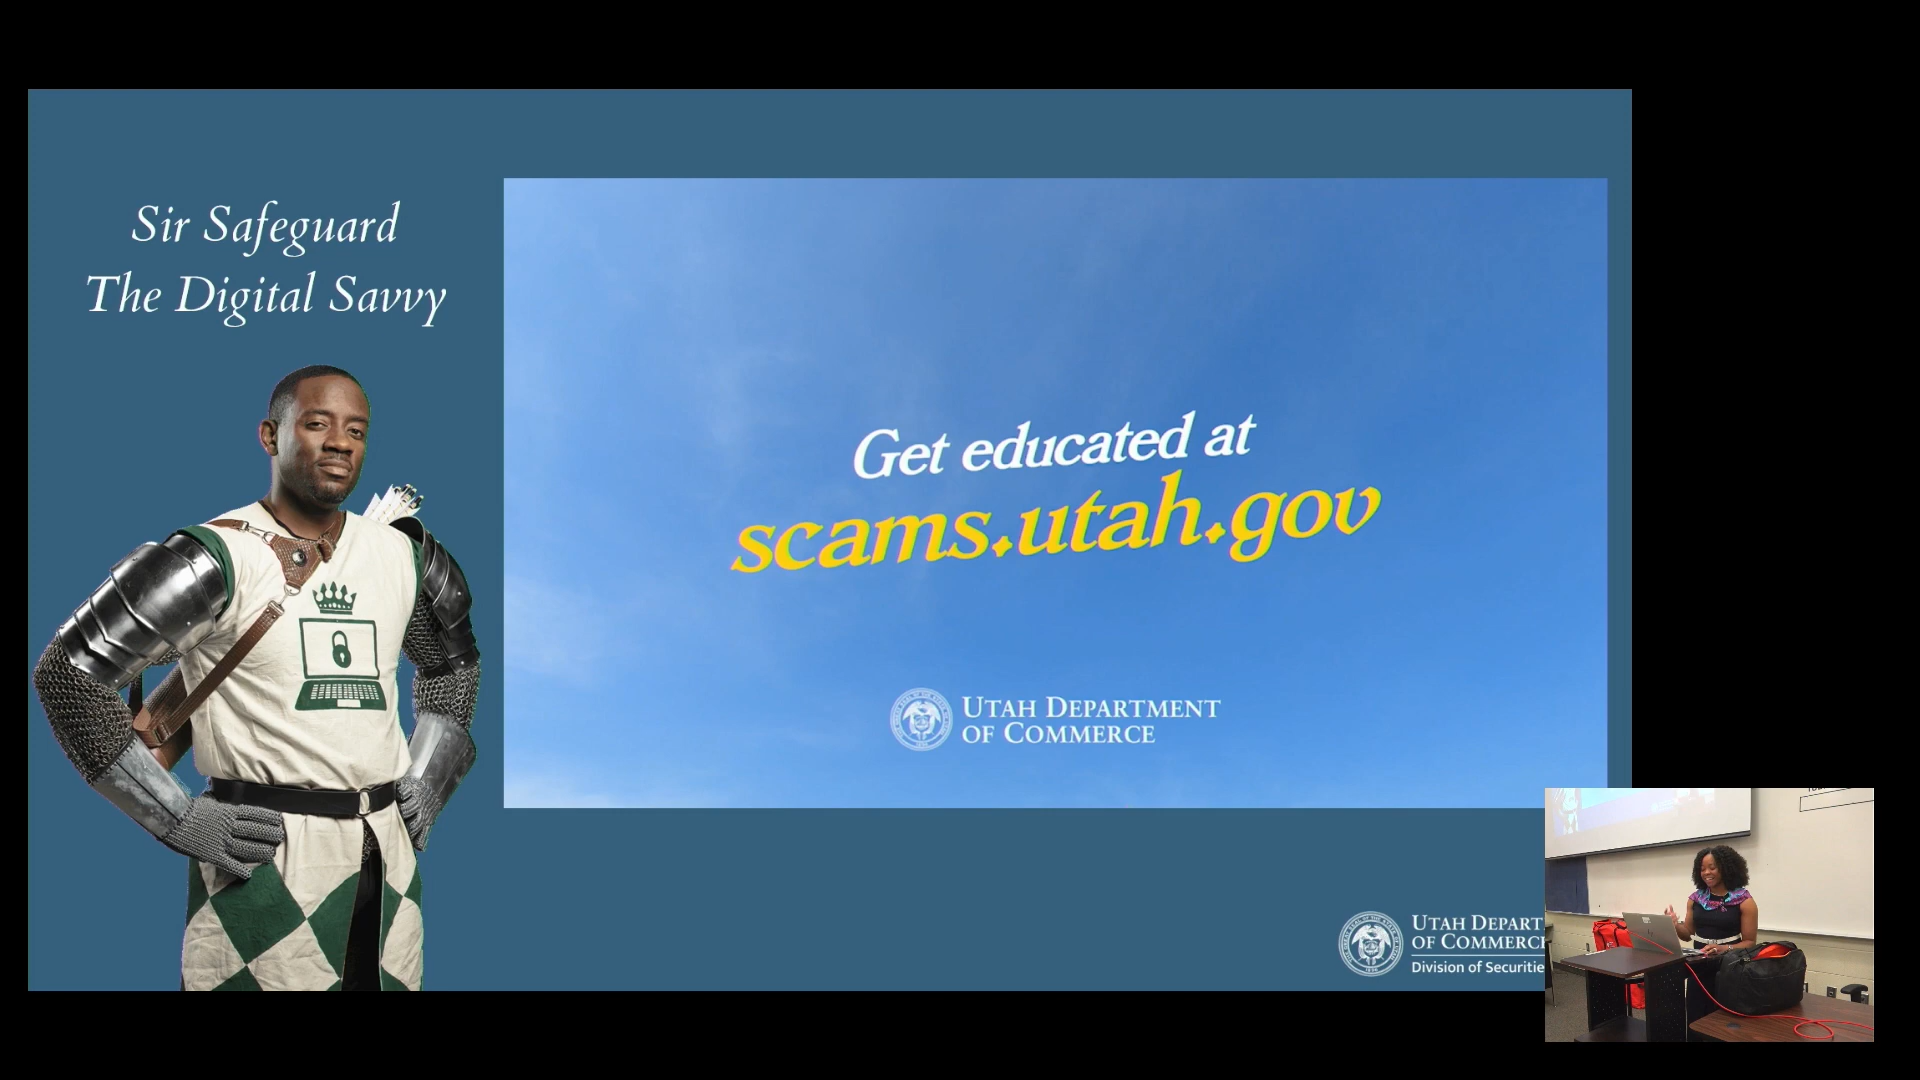 Sir Safeguard
The Digital Savvy
Get educated at
scams.utah.gov
UTAH DEPARTMENT
OF COMMERCE
UTAH DEPART
OF COMMERCE
Division of Securitie